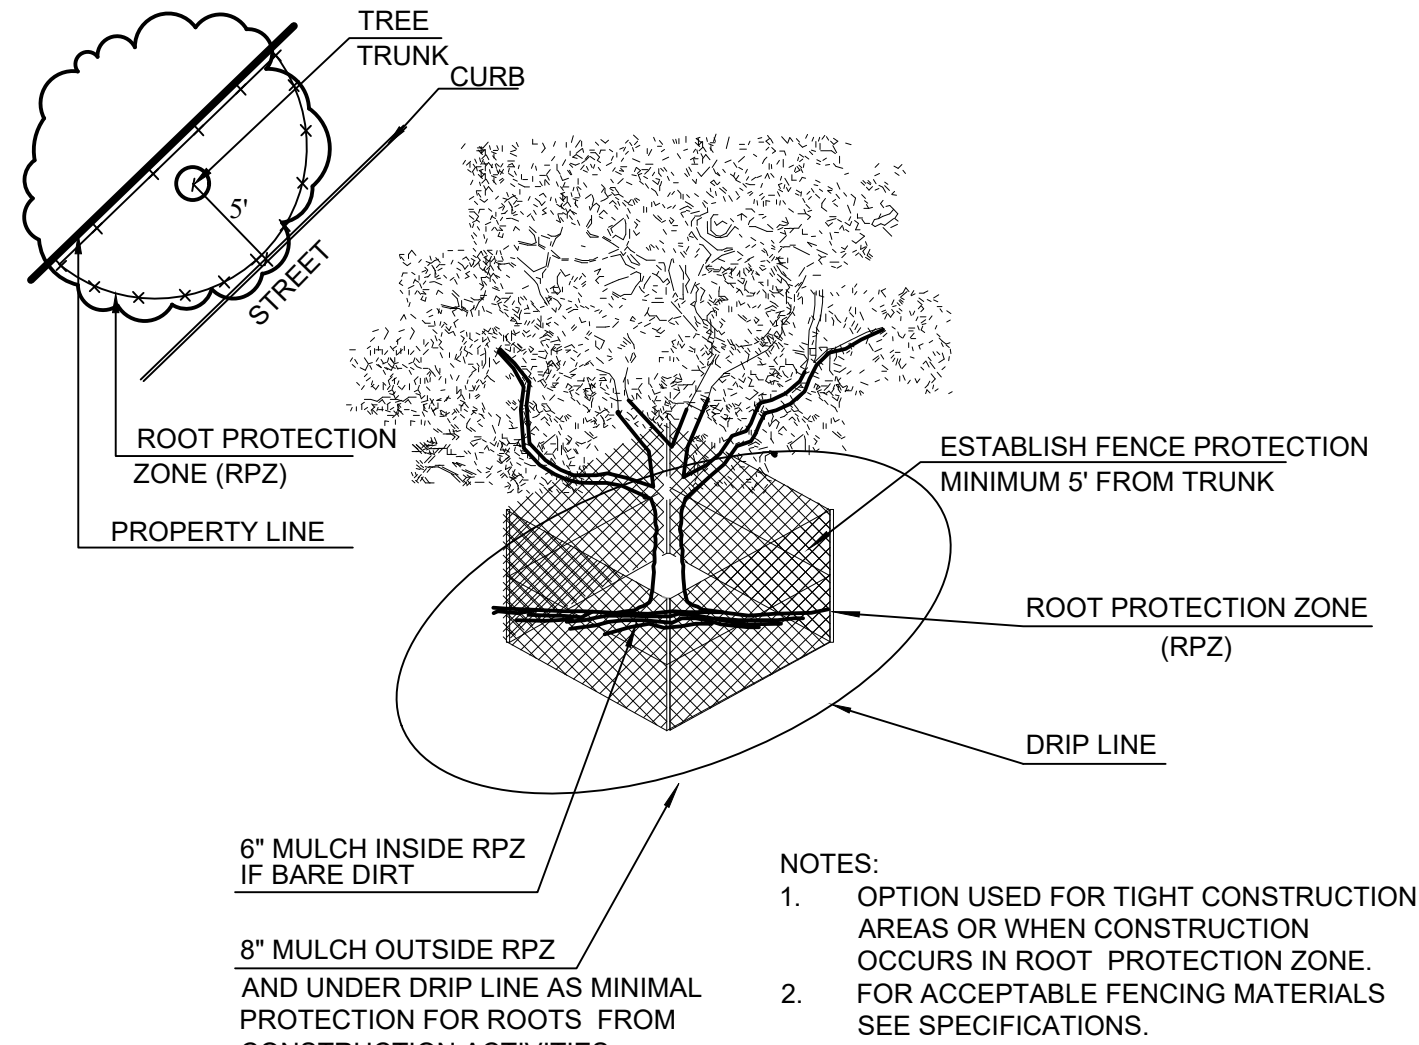 TREE
TRUNK
CURB
5'
STREET
ROOT PROTECTION
ZONE (RPZ)
PROPERTY LINE
ESTABLISH FENCE PROTECTION
MINIMUM 5' FROM TRUNK
ROOT PROTECTION ZONE
(RPZ)
DRIP LINE
6" MULCH INSIDE RPZ
IF BARE DIRT
8" MULCH OUTSIDE RPZ
AND UNDER DRIP LINE AS MINIMAL
PROTECTION FOR ROOTS FROM
CONSTRUCTION ACTIVITIES
NOTES:
1. OPTION USED FOR TIGHT CONSTRUCTION
AREAS OR WHEN CONSTRUCTION
OCCURS IN ROOT PROTECTION ZONE.
2. FOR ACCEPTABLE FENCING MATERIALS
SEE SPECIFICATIONS.